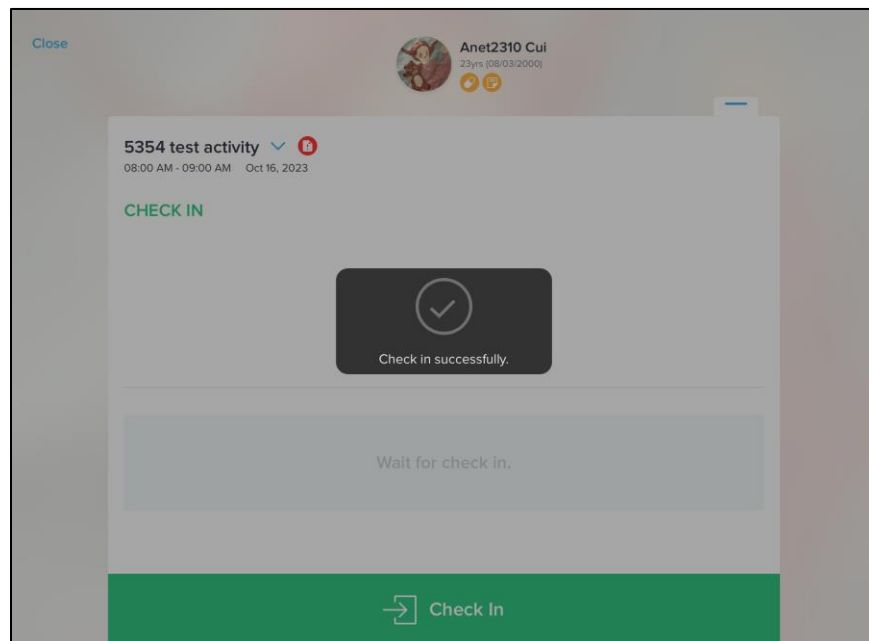 Close
Anet2310 Cui
23yrs (08/03/2000)
5354 test activity
08:00 AM - 09:00 AM Oct 16, 2023
CHECK IN
Check in successfully.
Wait for check in.
Check In